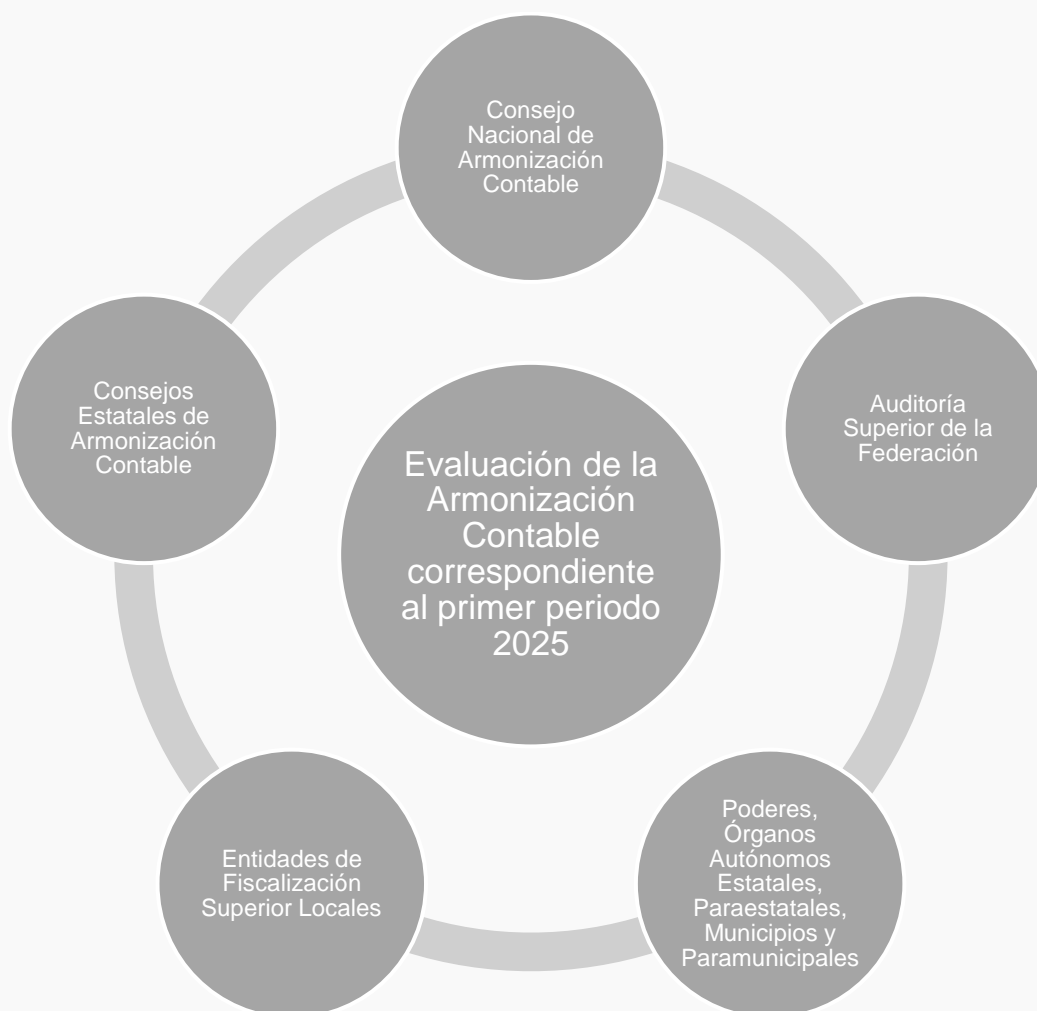 Consejo
Nacional de
Armonización
Contable
Auditoría
Superior de la
Federación
Poderes,
Órganos
Autónomos
Estatales,
Paraestatales,
Municipios y
Paramunicipales
Entidades de
Fiscalización
Superior Locales
Consejos
Estatales de
Armonización
Contable
Evaluación de la
Armonización
Contable
correspondiente
al primer periodo
2025